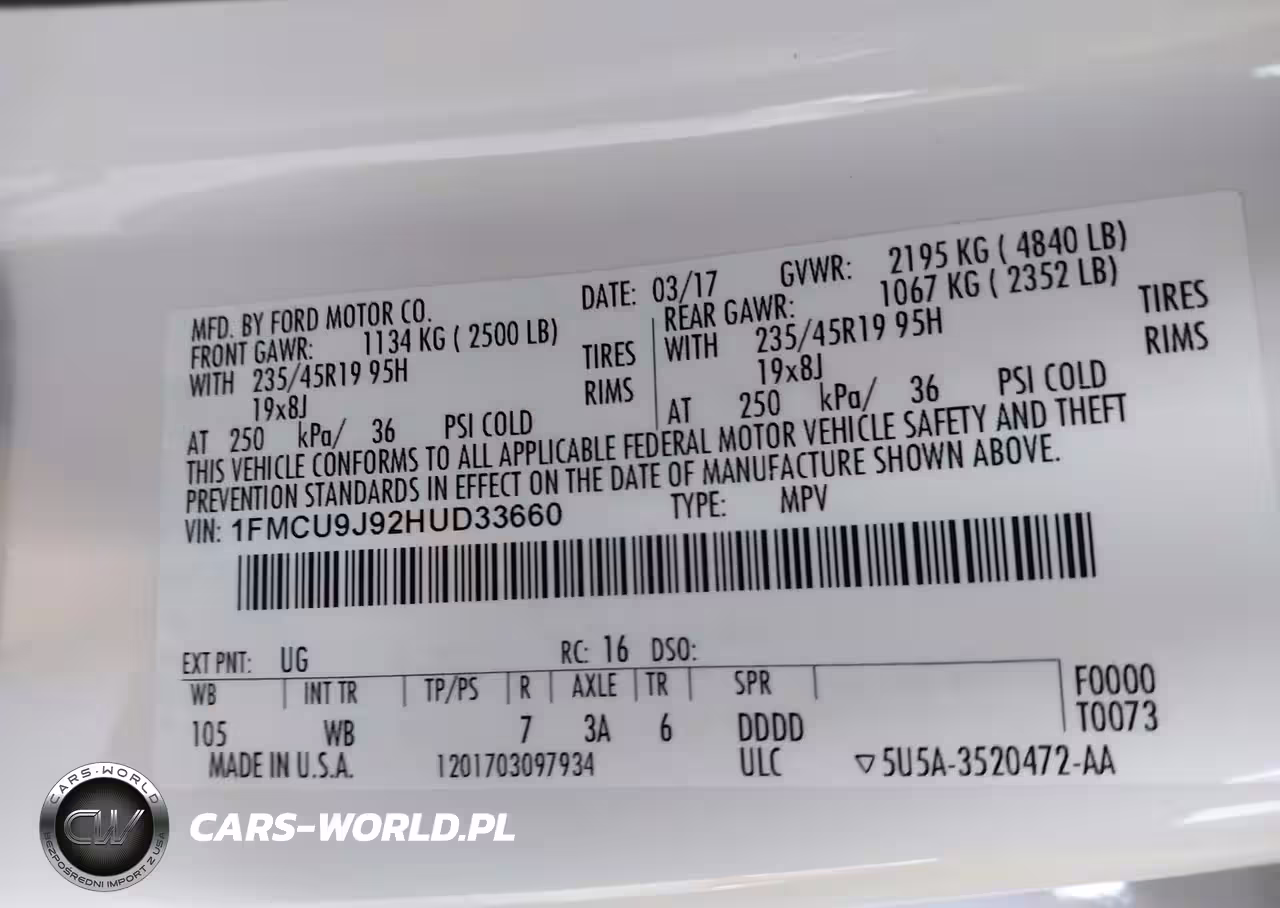 MFD. BY FORD MOTOR CO. DATE: 03/17 GVWR: 2195 KG ( 4840 LB)
FRONT GAWR: 1134 KG ( 2500 LB) REAR GAWR: 1067 KG ( 2352 LB)
WITH 235/45R19 95H TIRES WITH 235/45R19 95H TIRES
19x8J RIMS 19x8J RIMS
AT 250 kPa/ 36 PSI COLD AT 250 kPa/ 36 PSI COLD
THIS VEHICLE CONFORMS TO ALL APPLICABLE FEDERAL MOTOR VEHICLE SAFETY AND THEFT
PREVENTION STANDARDS IN EFFECT ON THE DATE OF MANUFACTURE SHOWN ABOVE.
VIN: 1FMCU9J92HUD33660 TYPE: MPV
EXT PNT: UG RC: 16 DSO:
WB INT TR TP/PS R AXLE TR SPR F0000
105 WB 7 3A 6 DDDD T0073
MADE IN U.S.A. 1201703097934 ULC ▽5U5A-3520472-AA
CARS-WORLD
CW
BEZPOŚREDNI IMPORT Z USA
CARS-WORLD.PL